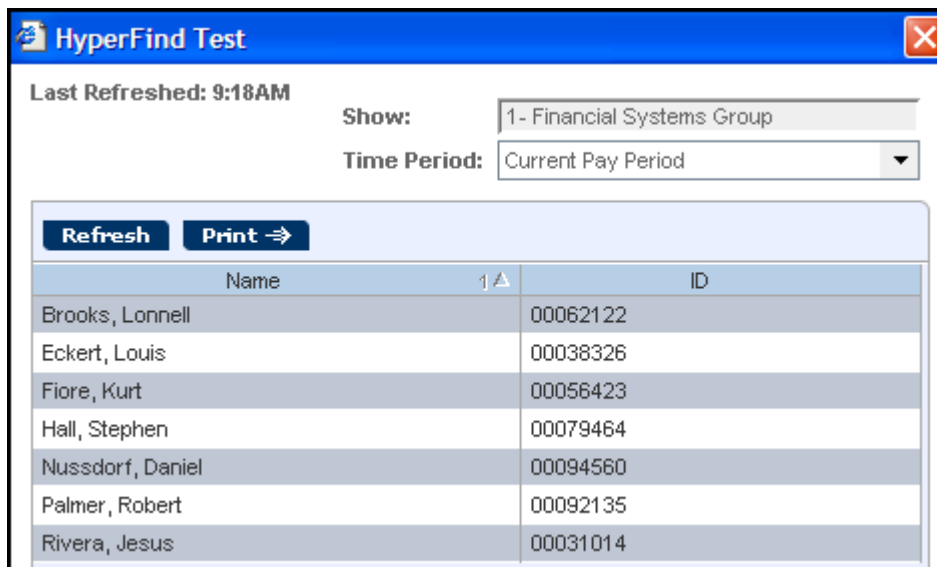 HyperFind Test
Last Refreshed: 9:18AM
Show: 1- Financial Systems Group
Time Period: Current Pay Period
Refresh Print
Name 1 ID
Brooks, Lonnell 00062122
Eckert, Louis 00038326
Fiore, Kurt 00056423
Hall, Stephen 00079464
Nussdorf, Daniel 00094560
Palmer, Robert 00092135
Rivera, Jesus 00031014